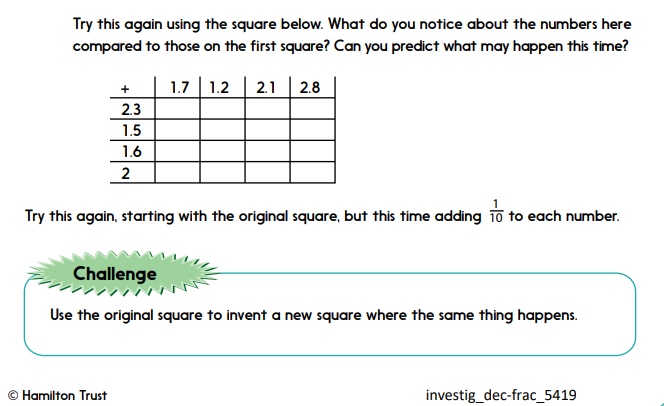 Try this again using the square below. What do you notice about the numbers here
compared to those on the first square? Can you predict what may happen this time?
+ 1.7 1.2 2.1 2.8
2.3
1.5
1.6
2
Try this again, starting with the original square, but this time adding 1/10 to each number.
Challenge
Use the original square to invent a new square where the same thing happens.
© Hamilton Trust investig_dec-frac_5419